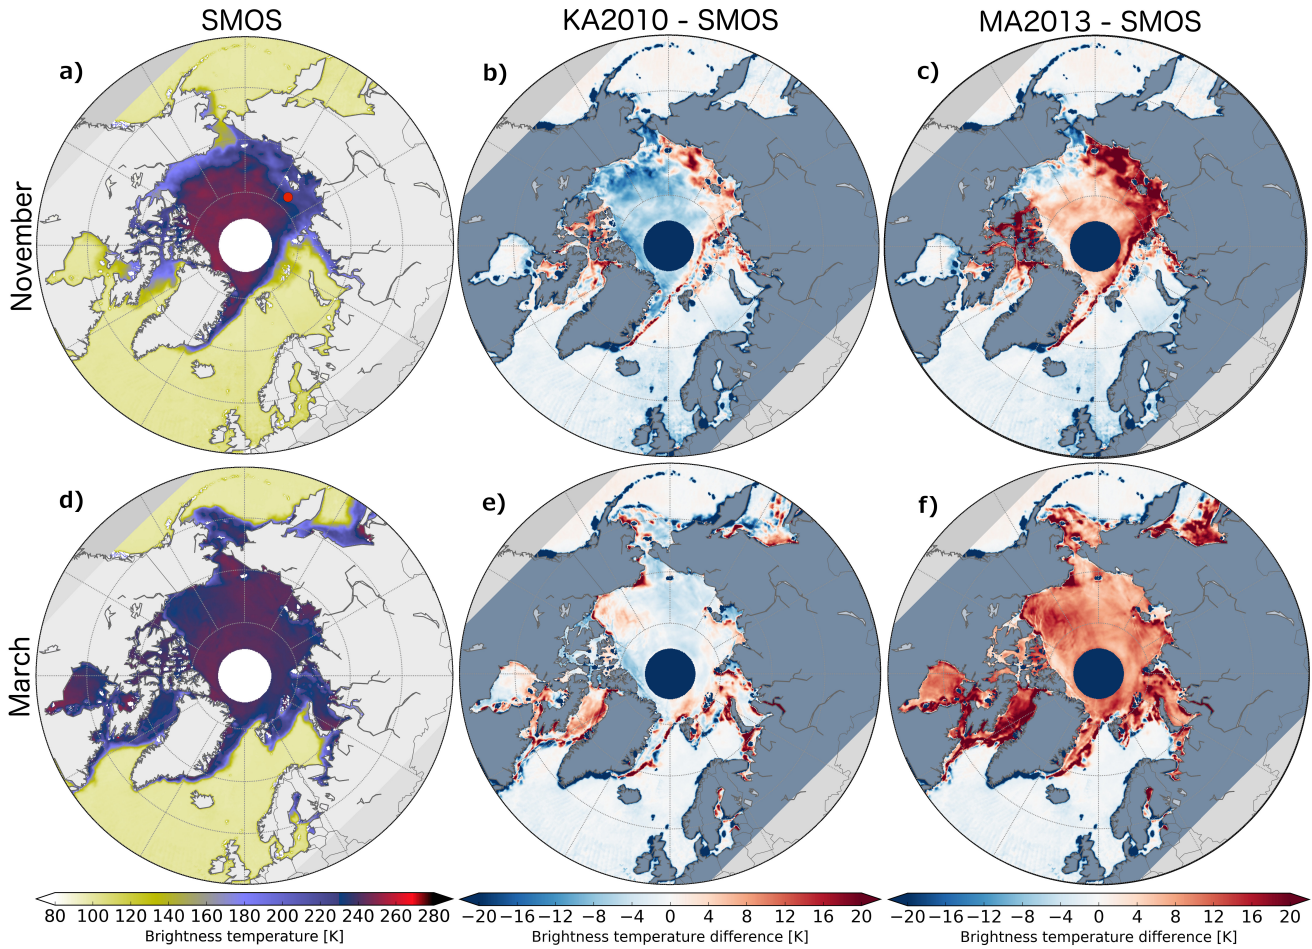 SMOS KA2010 - SMOS MA2013 - SMOS
a) b) c)
November
d) e) f)
March
80 100 120 140 160 180 200 220 240 260 280 −20 −16 −12 −8 −4 0 4 8 12 16 20 −20 −16 −12 −8 −4 0 4 8 12 16 20
Brightness temperature [K] Brightness temperature difference [K] Brightness temperature difference [K]